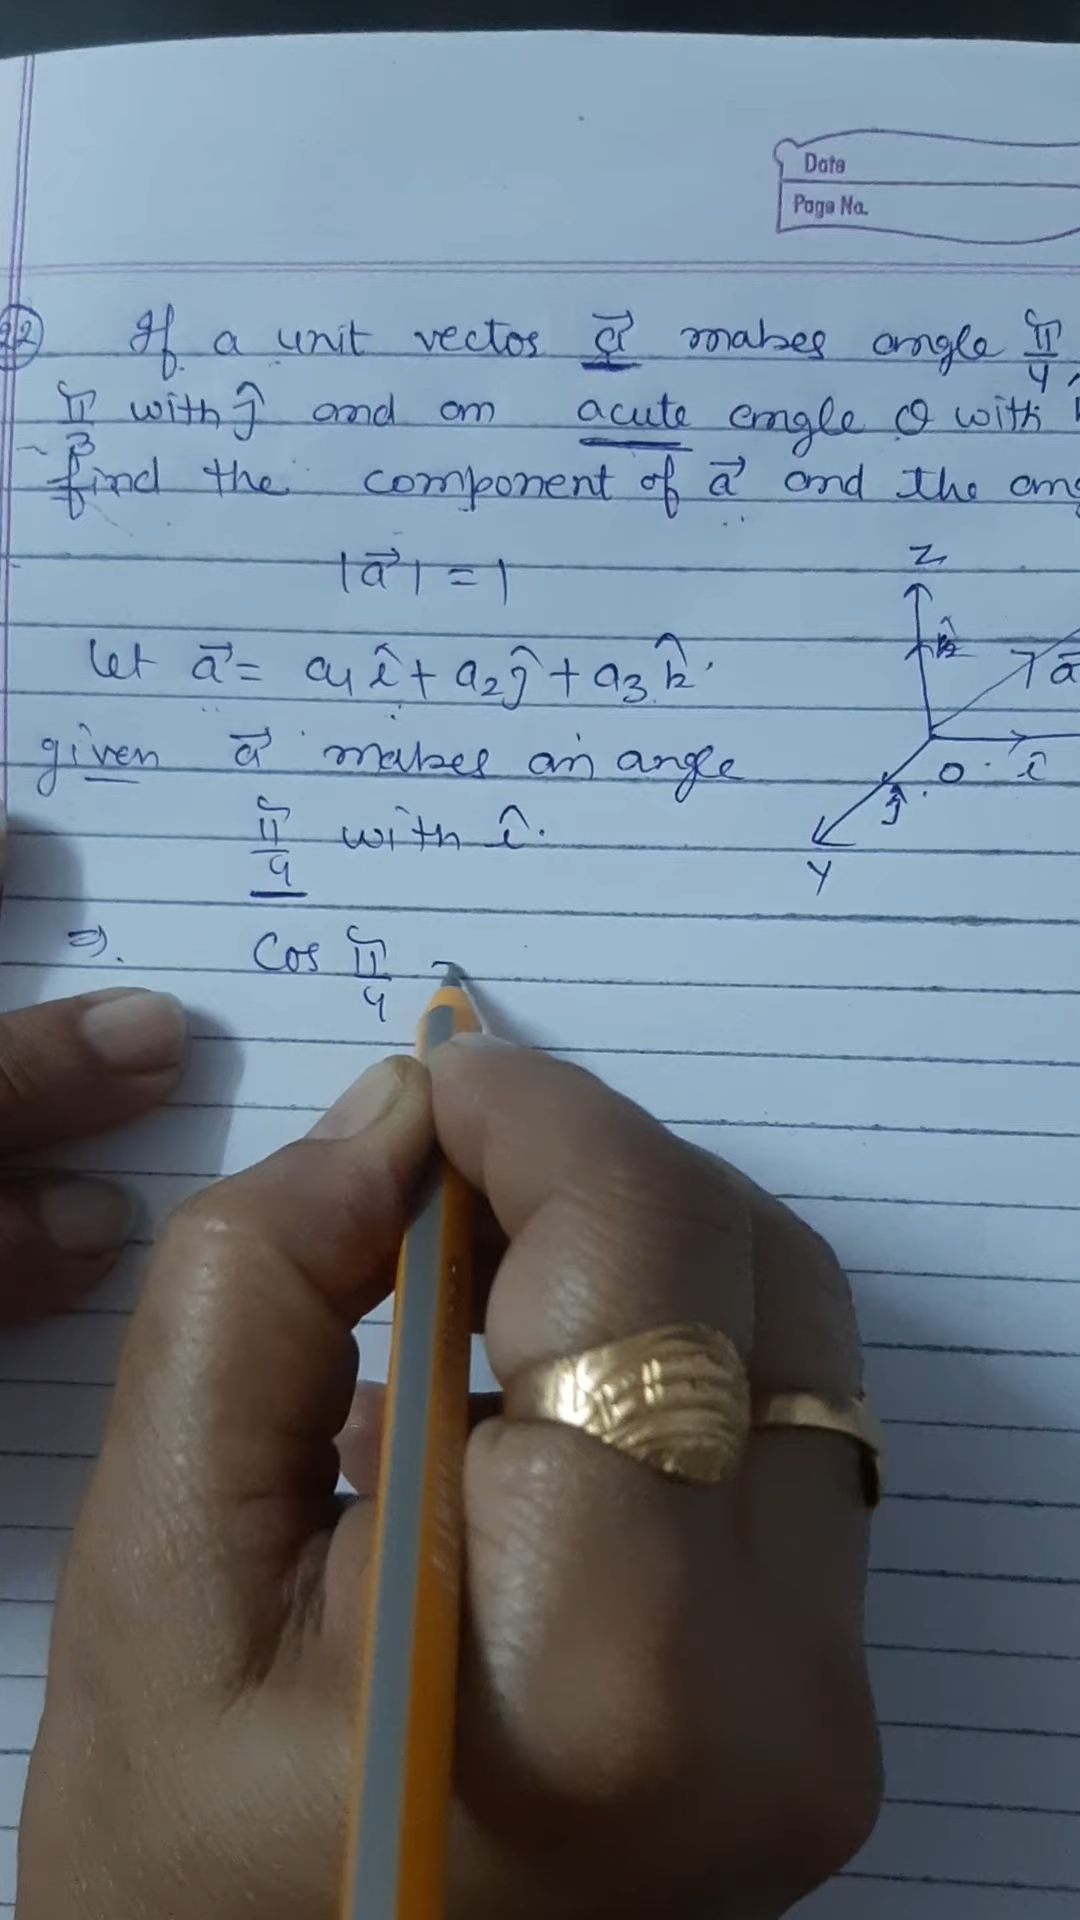 Date
Page No.
22 If a unit vector a⃗ makes angle π/4,
π/3 with ĵ and an acute angle θ with
find the component of a⃗ and the ang
|a⃗| = 1
Z
k̂
a⃗
let a⃗ = a1 î + a2 ĵ + a3 k̂.
given a⃗ makes an angle
O î
ĵ
π/4 with î.
Y
⇒. Cos π/4